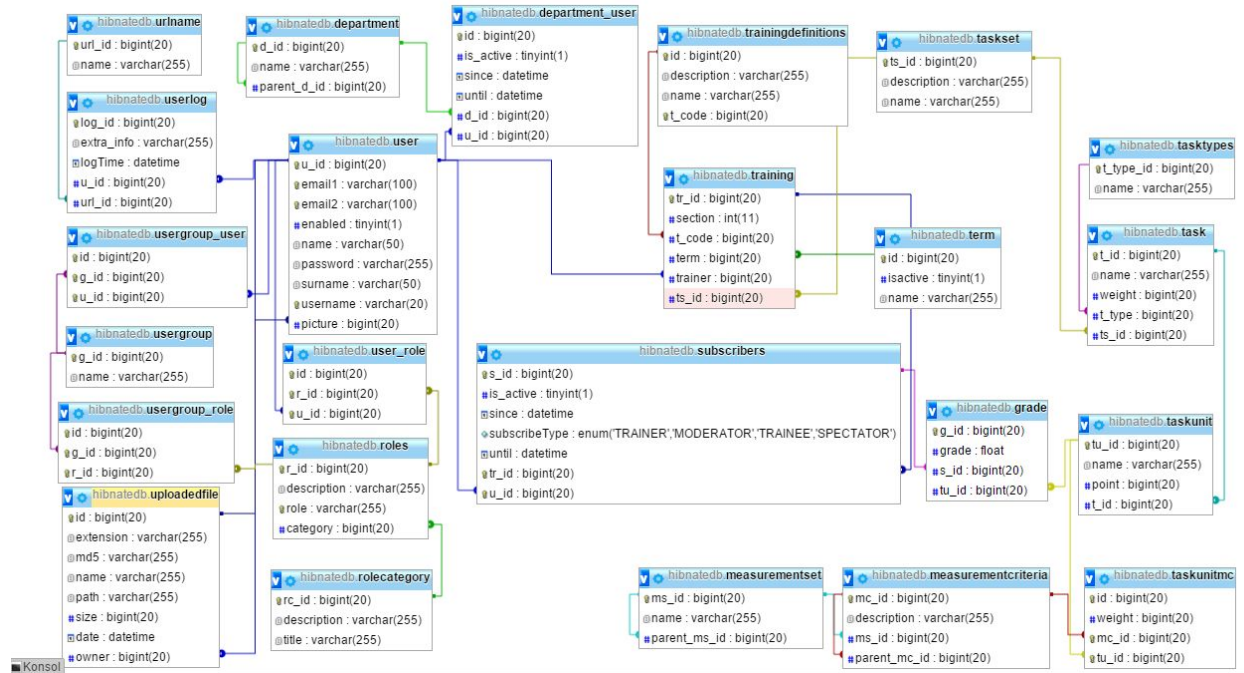 hibnatedb.urlname
url_id : bigint(20)
name : varchar(255)
hibnatedb.department
d_id : bigint(20)
name : varchar(255)
parent_d_id : bigint(20)
hibnatedb.department_user
id : bigint(20)
is_active : tinyint(1)
since : datetime
until : datetime
d_id : bigint(20)
u_id : bigint(20)
hibnatedb.trainingdefinitions
id : bigint(20)
description : varchar(255)
name : varchar(255)
t_code : bigint(20)
hibnatedb.taskset
ts_id : bigint(20)
description : varchar(255)
name : varchar(255)
hibnatedb.userlog
log_id : bigint(20)
extra_info : varchar(255)
logTime : datetime
u_id : bigint(20)
url_id : bigint(20)
hibnatedb.user
u_id : bigint(20)
email1 : varchar(100)
email2 : varchar(100)
enabled : tinyint(1)
name : varchar(50)
password : varchar(255)
surname : varchar(50)
username : varchar(20)
picture : bigint(20)
hibnatedb.training
tr_id : bigint(20)
section : int(11)
t_code : bigint(20)
term : bigint(20)
trainer : bigint(20)
ts_id : bigint(20)
hibnatedb.tasktypes
t_type_id : bigint(20)
name : varchar(255)
hibnatedb.usergroup_user
id : bigint(20)
g_id : bigint(20)
u_id : bigint(20)
hibnatedb.term
id : bigint(20)
isactive : tinyint(1)
name : varchar(255)
hibnatedb.task
t_id : bigint(20)
name : varchar(255)
weight : bigint(20)
t_type : bigint(20)
ts_id : bigint(20)
hibnatedb.usergroup
g_id : bigint(20)
name : varchar(255)
hibnatedb.user_role
id : bigint(20)
r_id : bigint(20)
u_id : bigint(20)
hibnatedb.subscribers
s_id : bigint(20)
is_active : tinyint(1)
since : datetime
subscribeType : enum('TRAINER','MODERATOR','TRAINEE','SPECTATOR')
until : datetime
tr_id : bigint(20)
u_id : bigint(20)
hibnatedb.usergroup_role
id : bigint(20)
g_id : bigint(20)
r_id : bigint(20)
hibnatedb.roles
r_id : bigint(20)
description : varchar(255)
role : varchar(255)
category : bigint(20)
hibnatedb.grade
g_id : bigint(20)
grade : float
s_id : bigint(20)
tu_id : bigint(20)
hibnatedb.taskunit
tu_id : bigint(20)
name : varchar(255)
point : bigint(20)
t_id : bigint(20)
hibnatedb.uploadedfile
id : bigint(20)
extension : varchar(255)
md5 : varchar(255)
name : varchar(255)
path : varchar(255)
size : bigint(20)
date : datetime
owner : bigint(20)
hibnatedb.rolecategory
rc_id : bigint(20)
description : varchar(255)
title : varchar(255)
hibnatedb.measurementset
ms_id : bigint(20)
name : varchar(255)
parent_ms_id : bigint(20)
hibnatedb.measurementcriteria
mc_id : bigint(20)
description : varchar(255)
ms_id : bigint(20)
parent_mc_id : bigint(20)
hibnatedb.taskunitmc
id : bigint(20)
weight : bigint(20)
mc_id : bigint(20)
tu_id : bigint(20)
Konsol